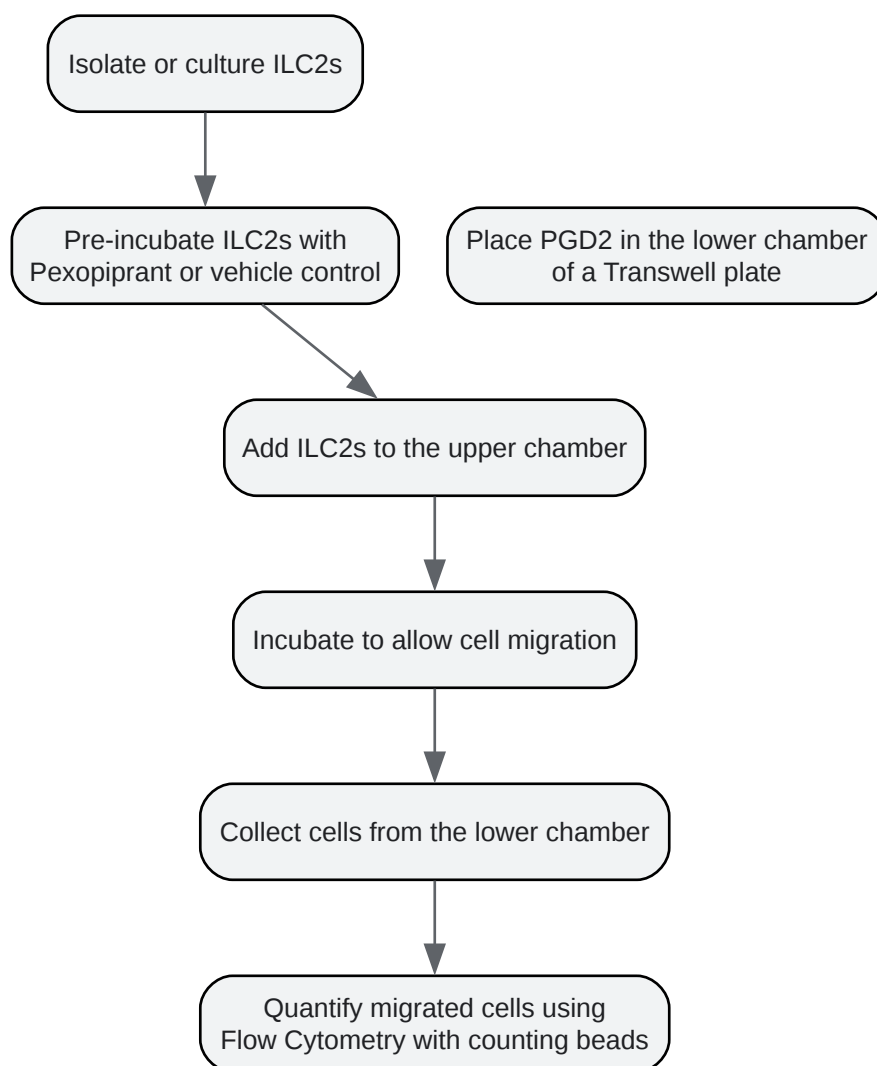 Isolate or culture ILC2s
Pre-incubate ILC2s with
Pexopiprant or vehicle control
Place PGD2 in the lower chamber
of a Transwell plate
Add ILC2s to the upper chamber
Incubate to allow cell migration
Collect cells from the lower chamber
Quantify migrated cells using
Flow Cytometry with counting beads